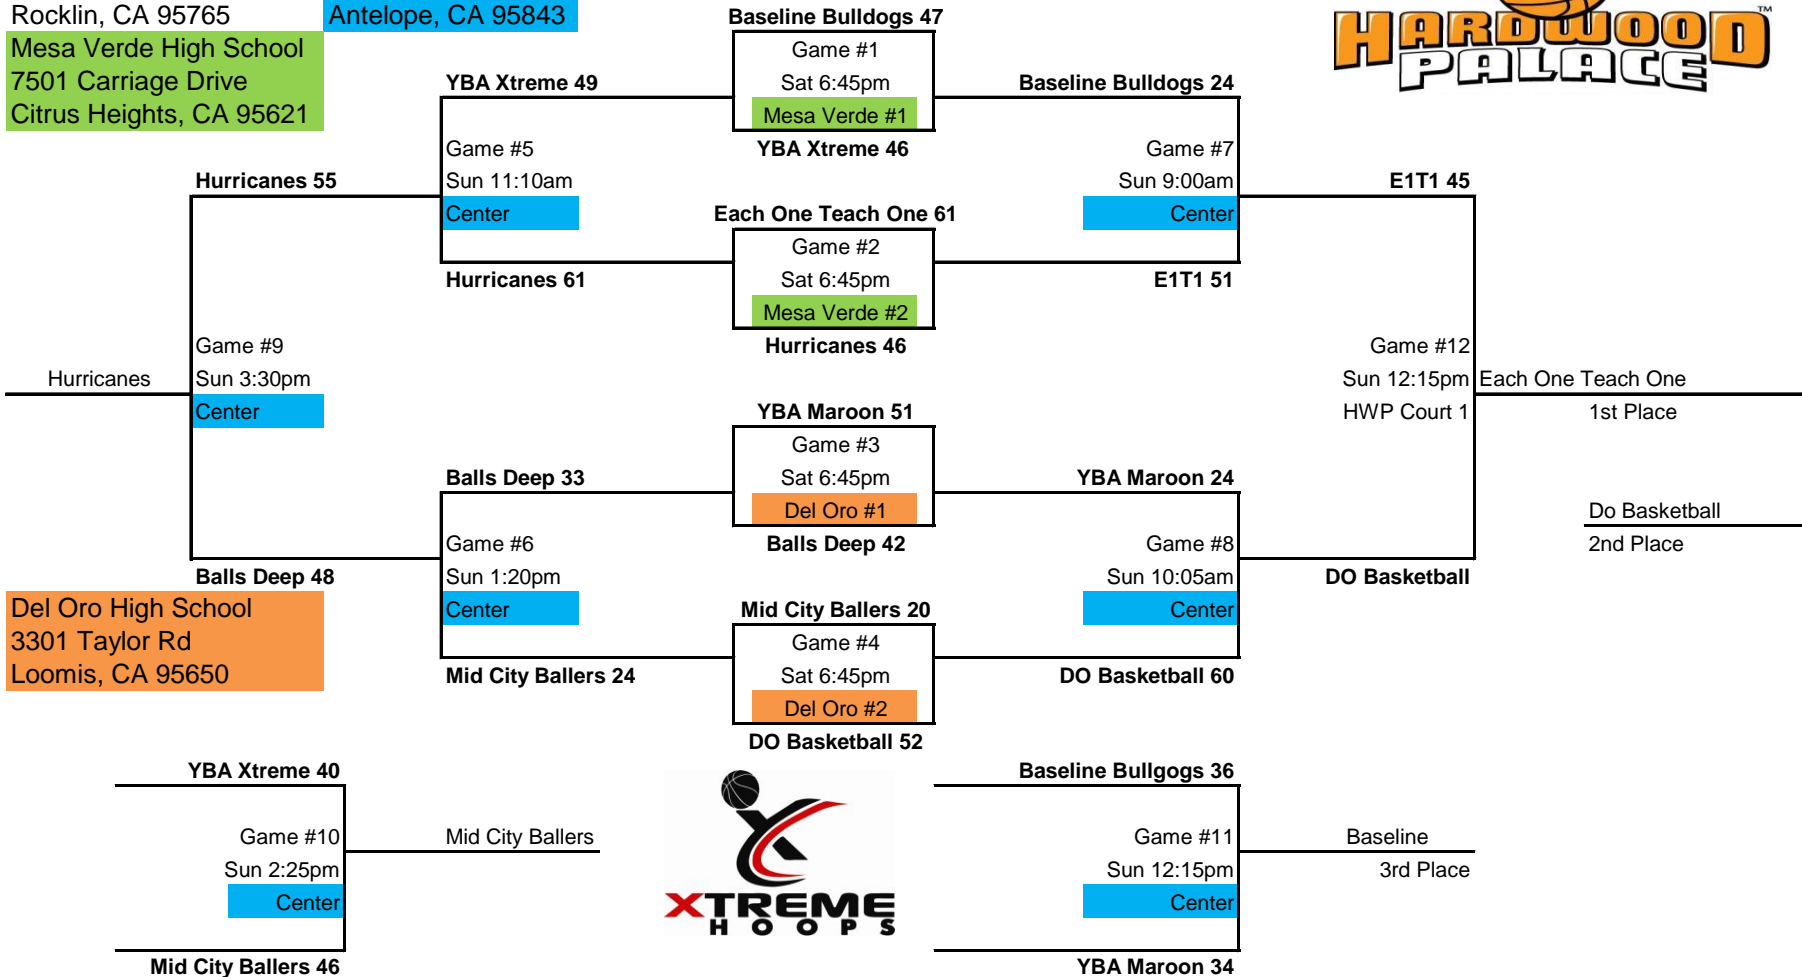 Rocklin, CA 95765
Antelope, CA 95843
Mesa Verde High School
7501 Carriage Drive
Citrus Heights, CA 95621
HARDWOOD
PALACE
TM
Baseline Bulldogs 47
Game #1
Sat 6:45pm
Mesa Verde #1
YBA Xtreme 46
YBA Xtreme 49
Game #5
Sun 11:10am
Center
Hurricanes 61
Baseline Bulldogs 24
Game #7
Sun 9:00am
Center
E1T1 51
Each One Teach One 61
Game #2
Sat 6:45pm
Mesa Verde #2
Hurricanes 46
Hurricanes 55
Game #9
Sun 3:30pm
Center
Balls Deep 48
Hurricanes
E1T1 45
Game #12
Sun 12:15pm
HWP Court 1
DO Basketball
Each One Teach One
1st Place
Do Basketball
2nd Place
YBA Maroon 51
Game #3
Sat 6:45pm
Del Oro #1
Balls Deep 42
Balls Deep 33
Game #6
Sun 1:20pm
Center
Mid City Ballers 24
YBA Maroon 24
Game #8
Sun 10:05am
Center
DO Basketball 60
Mid City Ballers 20
Game #4
Sat 6:45pm
Del Oro #2
DO Basketball 52
Del Oro High School
3301 Taylor Rd
Loomis, CA 95650
YBA Xtreme 40
Game #10
Sun 2:25pm
Center
Mid City Ballers 46
Mid City Ballers
XTREME
HOOPS
Baseline Bullgogs 36
Game #11
Sun 12:15pm
Center
YBA Maroon 34
Baseline
3rd Place